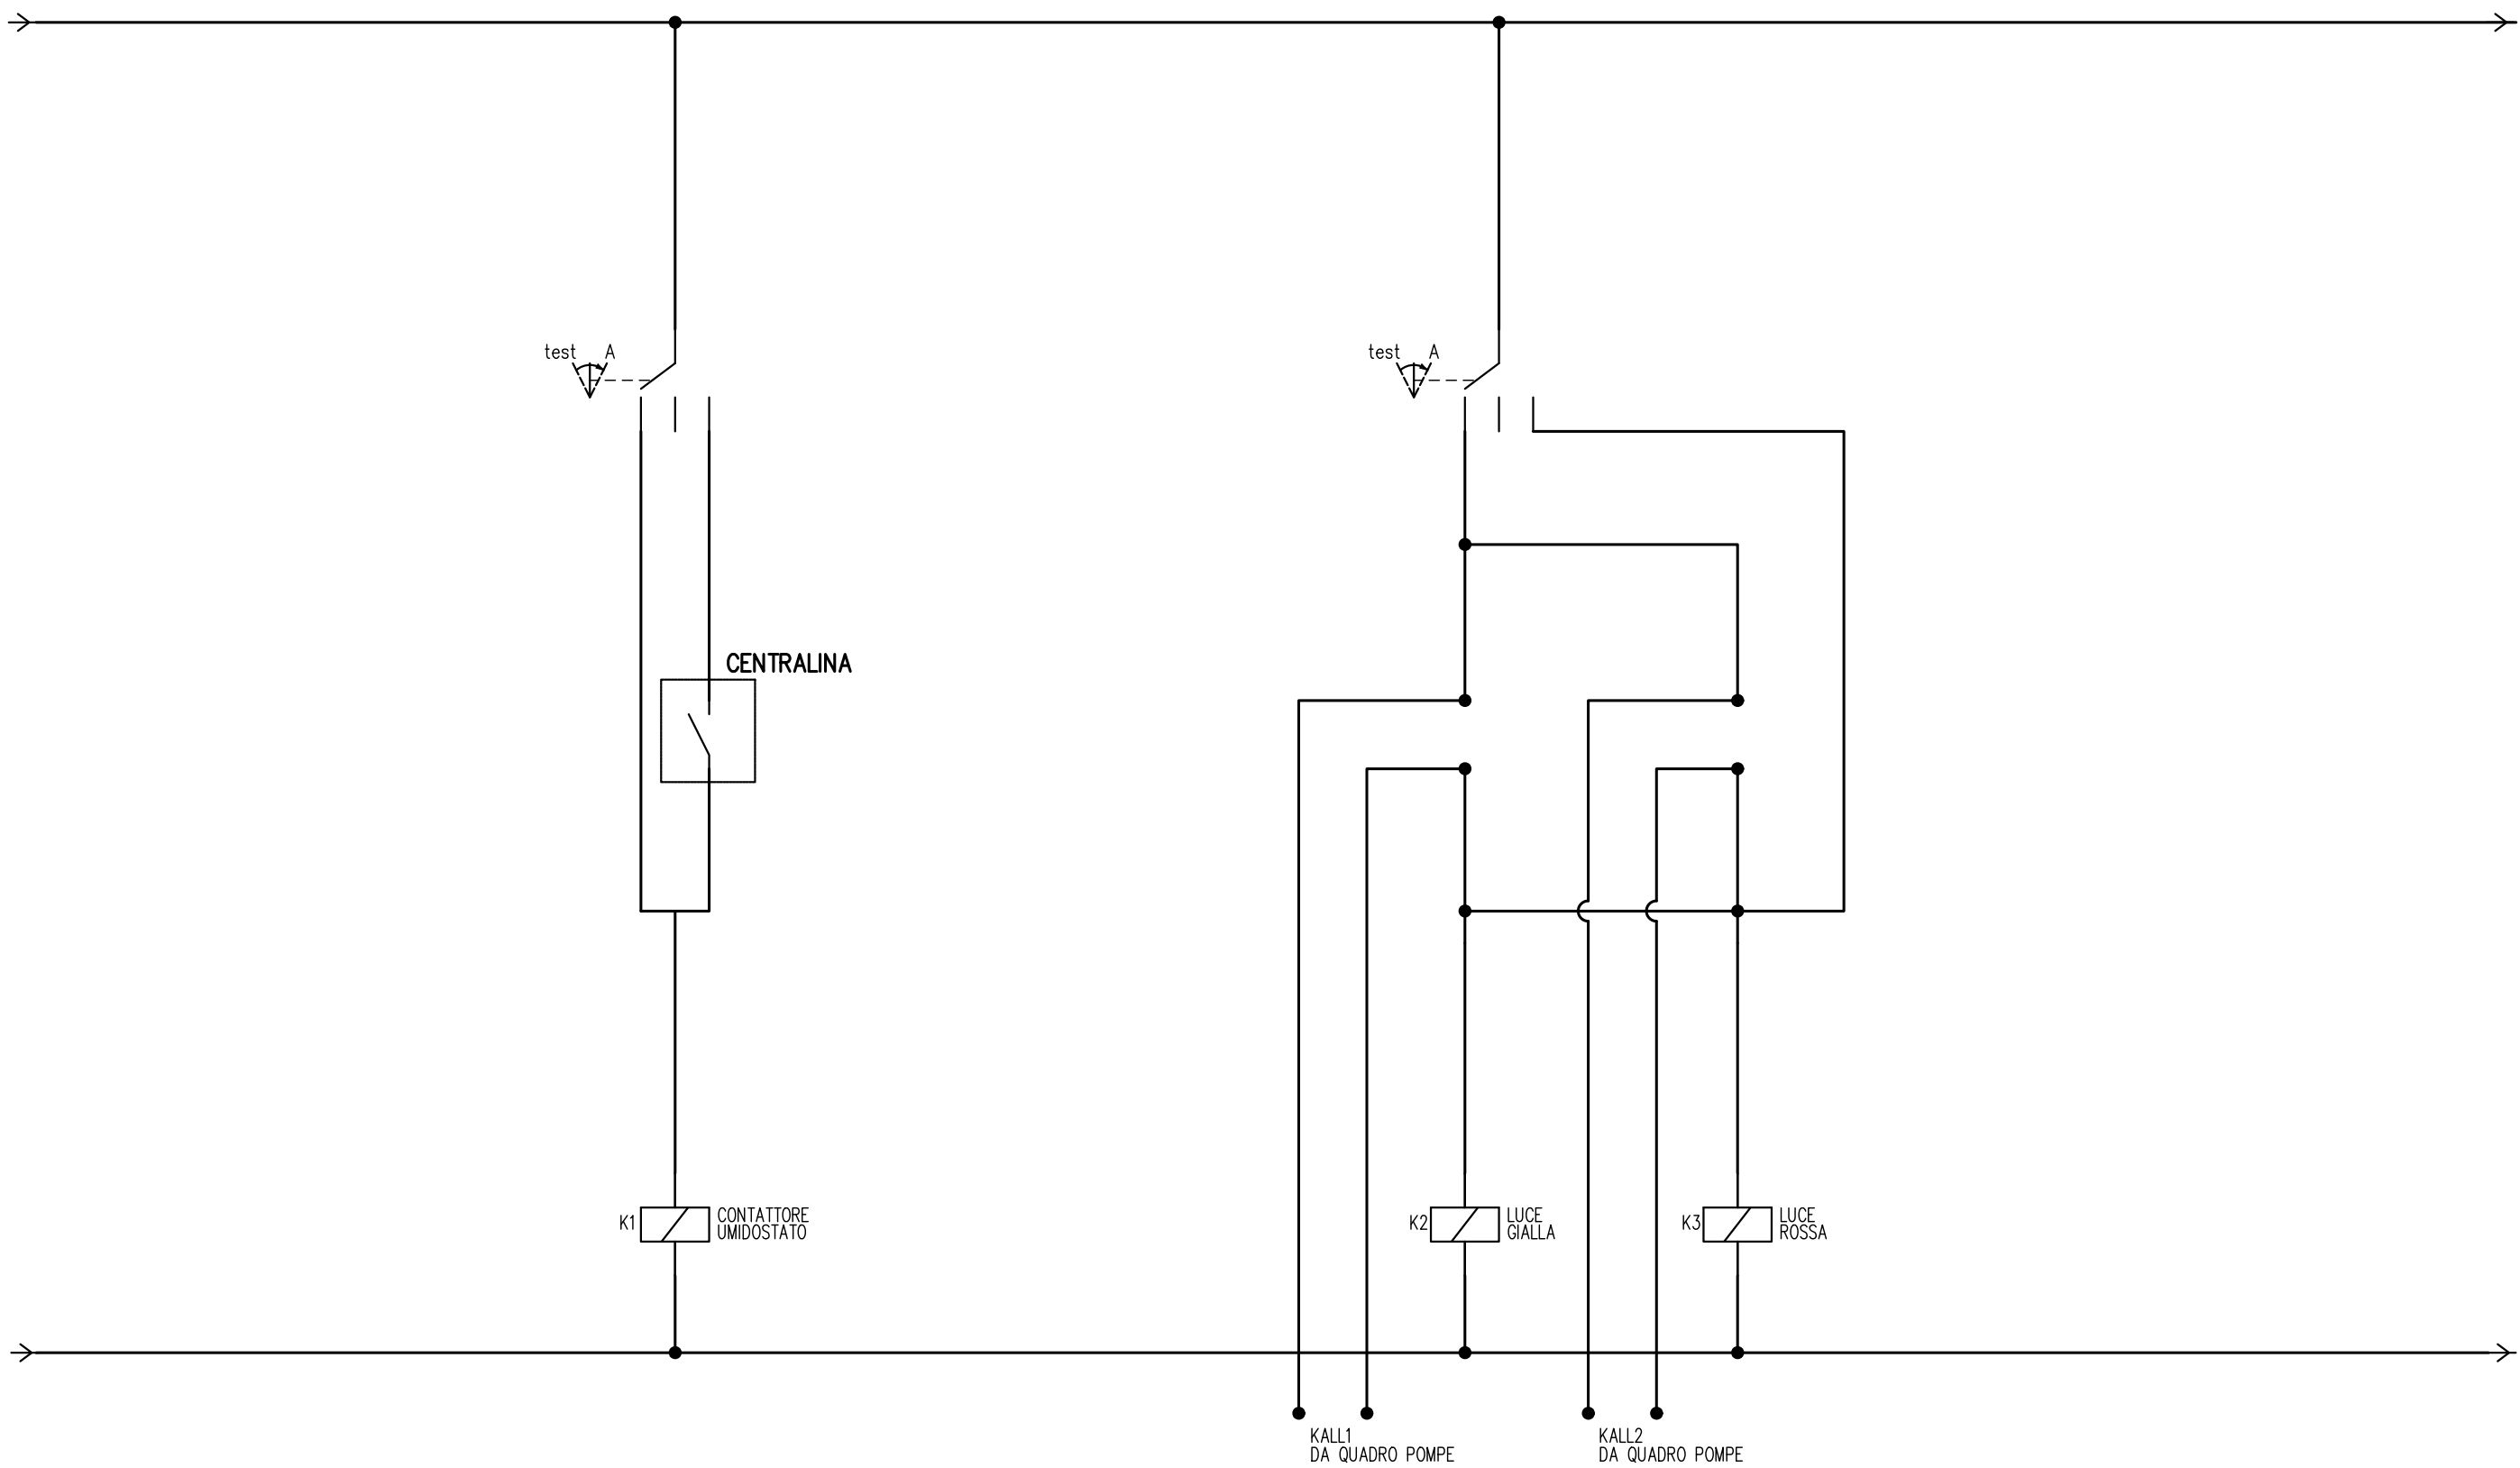 test A
test A
CENTRALINA
K1
CONTATTORE
UMIDOSTATO
K2
LUCE
GIALLA
K3
LUCE
ROSSA
KALL1
DA QUADRO POMPE
KALL2
DA QUADRO POMPE